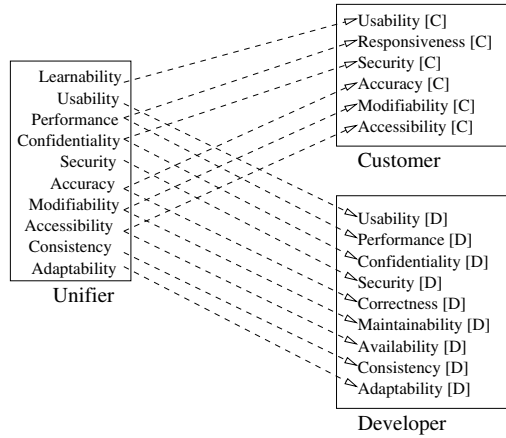 Learnability
Usability
Performance
Confidentiality
Security
Accuracy
Modifiability
Accessibility
Consistency
Adaptability
Unifier
Usability [C]
Responsiveness [C]
Security [C]
Accuracy [C]
Modifiability [C]
Accessibility [C]
Customer
Usability [D]
Performance [D]
Confidentiality [D]
Security [D]
Correctness [D]
Maintainability [D]
Availability [D]
Consistency [D]
Adaptability [D]
Developer